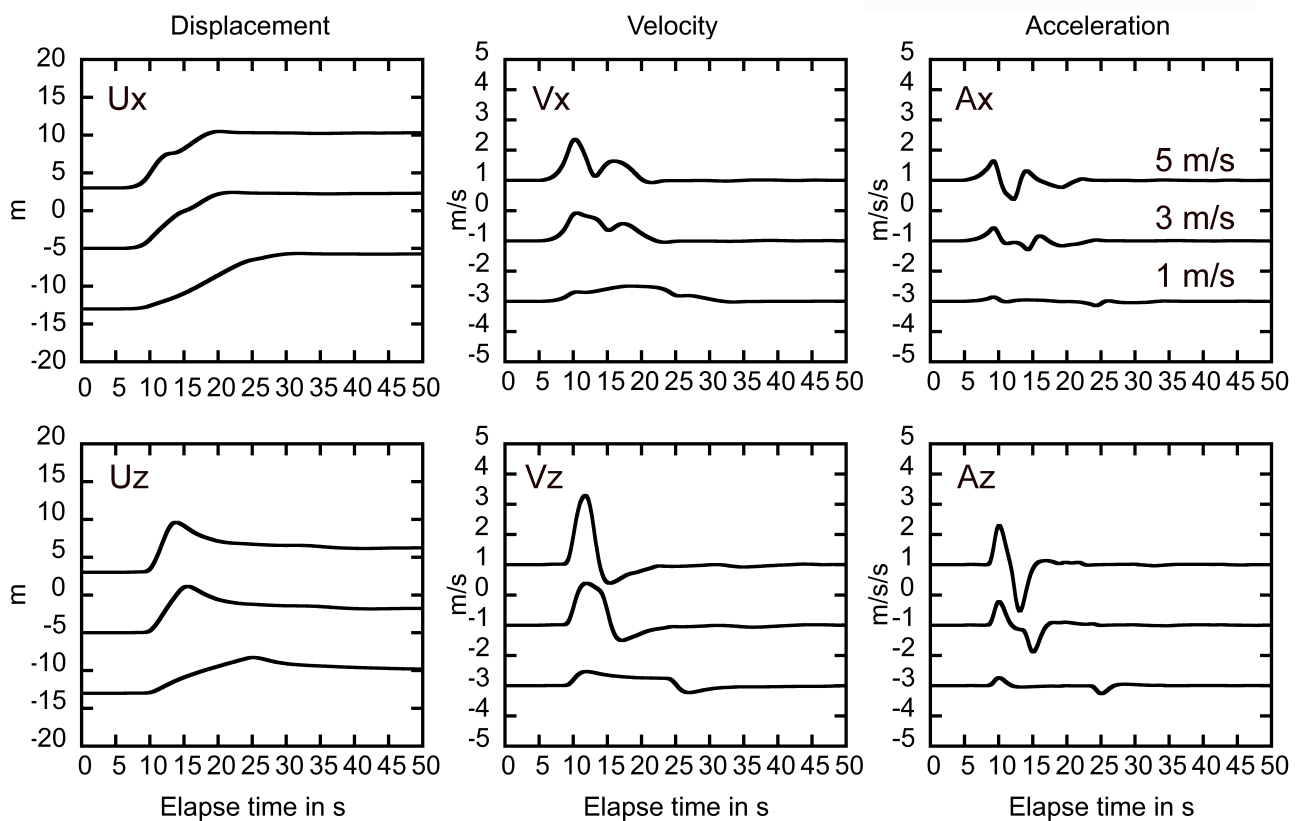 Displacement Velocity Acceleration
20 5 5
15 Ux 4 Vx 4 Ax
10 3 3
5 2 2 5 m/s
m 0 1 m/s 1 m/s/s
-5 0 0 3 m/s
-10 -1 -1
-15 -2 -2 1 m/s
-20 -3 -3
-4 -4
-5 -5
0 5 10 15 20 25 30 35 45 50 0 5 10 15 20 25 30 35 40 45 50 0 5 10 15 20 25 30 35 40 45 50
20 5 5
15 Uz 4 Vz 4 Az
10 3 3
5 2 2
m 0 1 m/s 1 m/s/s
-5 0 0
-10 -1 -1
-15 -2 -2
-20 -3 -3
-4 -4
-5 -5
0 5 10 15 20 25 30 35 45 50 0 5 10 15 20 25 30 35 40 45 50 0 5 10 15 20 25 30 35 40 45 50
Elapse time in s Elapse time in s Elapse time in s